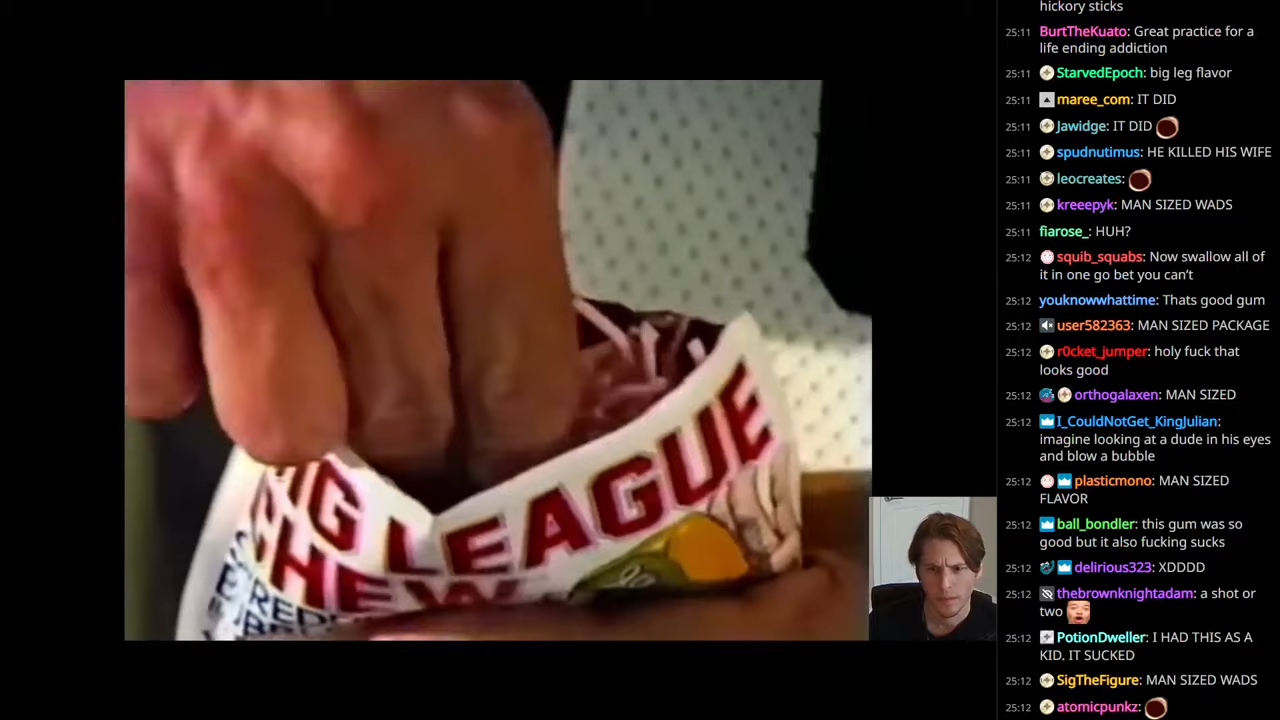 hickory sticks
25:11 BurtTheKuato: Great practice for a
life ending addiction
25:11 StarvedEpoch: big leg flavor
25:11 maree_com: IT DID
25:11 Jawidge: IT DID
25:11 spudnutimus: HE KILLED HIS WIFE
25:11 leocreates:
25:11 kreeepyk: MAN SIZED WADS
25:11 fiarose_: HUH?
25:12 squib_squabs: Now swallow all of
it in one go bet you can't
25:12 youknowwhattime: Thats good gum
25:12 user582363: MAN SIZED PACKAGE
25:12 r0cket_jumper: holy fuck that
looks good
25:12 orthogalaxen: MAN SIZED
25:12 I_CouldNotGet_KingJulian:
imagine looking at a dude in his eyes
and blow a bubble
25:12 plasticmono: MAN SIZED
FLAVOR
25:12 ball_bondler: this gum was so
good but it also fucking sucks
25:12 delirious323: XDDDD
25:12 thebrownknightadam: a shot or
two
25:12 PotionDweller: I HAD THIS AS A
KID. IT SUCKED
25:12 SigTheFigure: MAN SIZED WADS
25:12 atomicpunkz:
BIG LEAGUE
CHEW